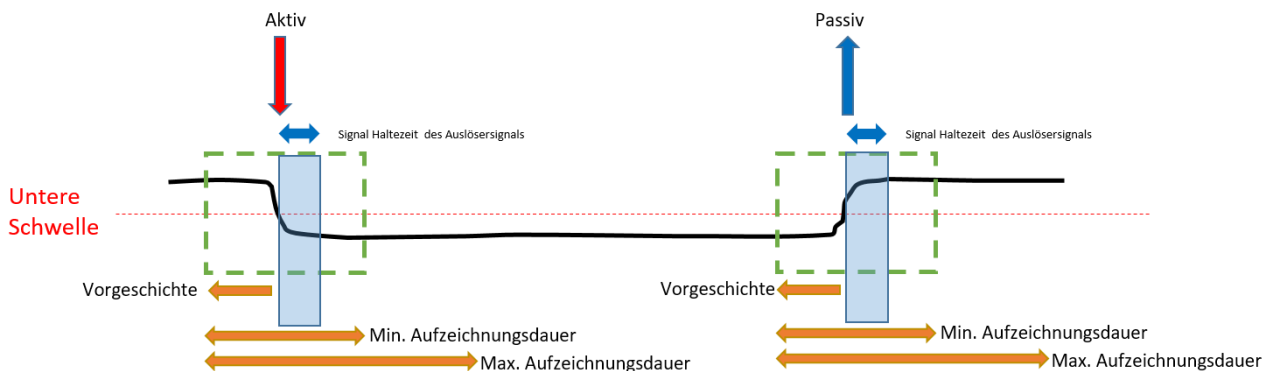 Aktiv
Passiv
Signal Haltezeit des Auslösersignals
Signal Haltezeit des Auslösersignals
Untere
Schwelle
Vorgeschichte
Vorgeschichte
Min. Aufzeichnungsdauer
Min. Aufzeichnungsdauer
Max. Aufzeichnungsdauer
Max. Aufzeichnungsdauer